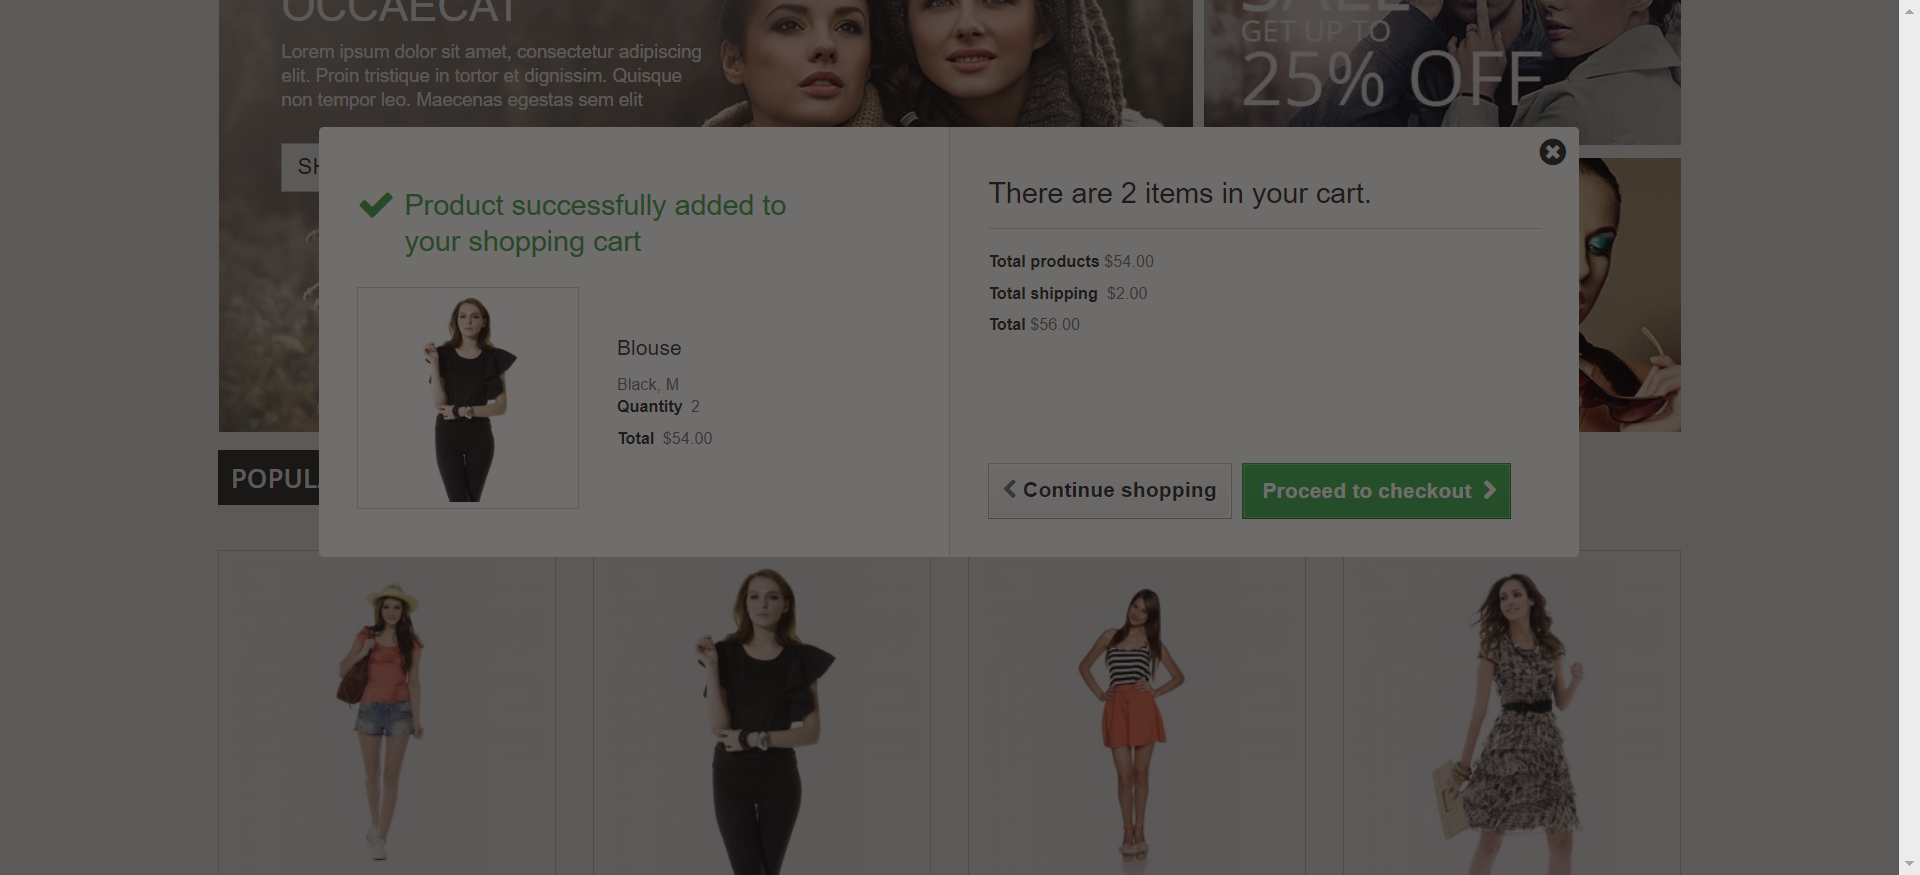 OCCAECAT
Lorem ipsum dolor sit amet, consectetur adipiscing
elit. Proin tristique in tortor et dignissim. Quisque
non tempor leo. Maecenas egestas sem elit
SH
SALE
GET UP TO
25% OFF
Product successfully added to
your shopping cart
Blouse
Black, M
Quantity 2
Total $54.00
There are 2 items in your cart.
Total products $54.00
Total shipping $2.00
Total $56.00
Continue shopping
Proceed to checkout
POPUL